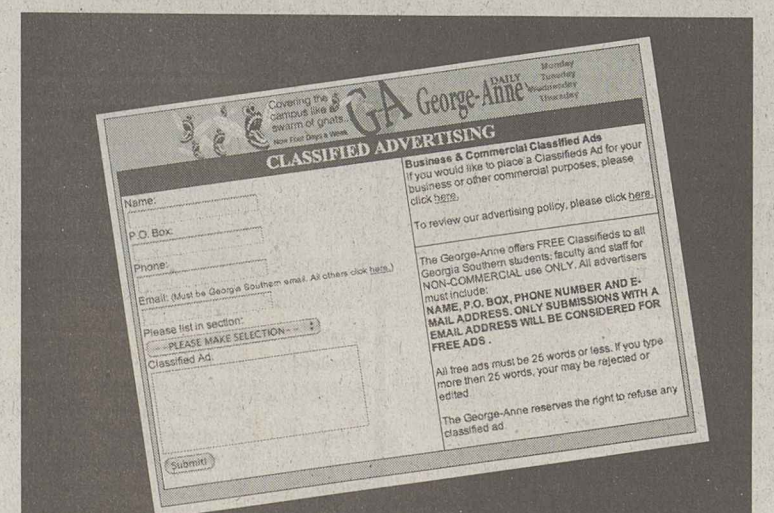 Covering the
campus like a
swarm of gnats..
Now Four Days a Week
GA
George-Anne
DAILY
Monday
Tuesday
Wednesday
Thursday
CLASSIFIED ADVERTISING
Name:
P.O. Box:
Phone:
Email: (Must be Georgia Southern email. All others click here.)
Please list in section:
--PLEASE MAKE SELECTION--
Classified Ad:
Submit!
Business & Commercial Classified Ads
If you would like to place a Classifieds Ad for your
business or other commercial purposes, please
click here.
To review our advertising policy, please click here.
The George-Anne offers FREE Classifieds to all
Georgia Southern students, faculty and staff for
NON-COMMERCIAL use ONLY. All advertisers
must include:
NAME, P.O. BOX, PHONE NUMBER AND E-
MAIL ADDRESS. ONLY SUBMISSIONS WITH A
EMAIL ADDRESS WILL BE CONSIDERED FOR
FREE ADS .
All free ads must be 25 words or less. If you type
more then 25 words, your may be rejected or
edited
The George-Anne reserves the right to refuse any
classified ad